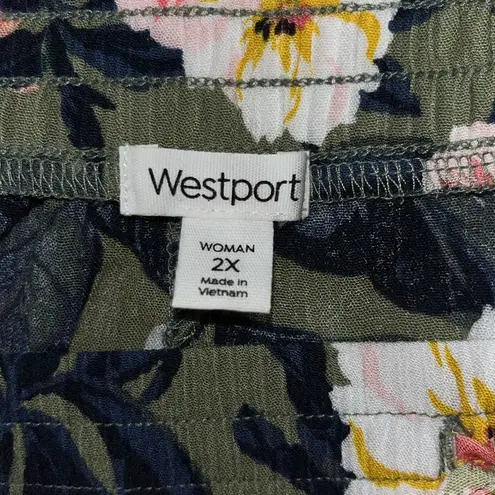 Westport
WOMAN
2X
Made in
Vietnam